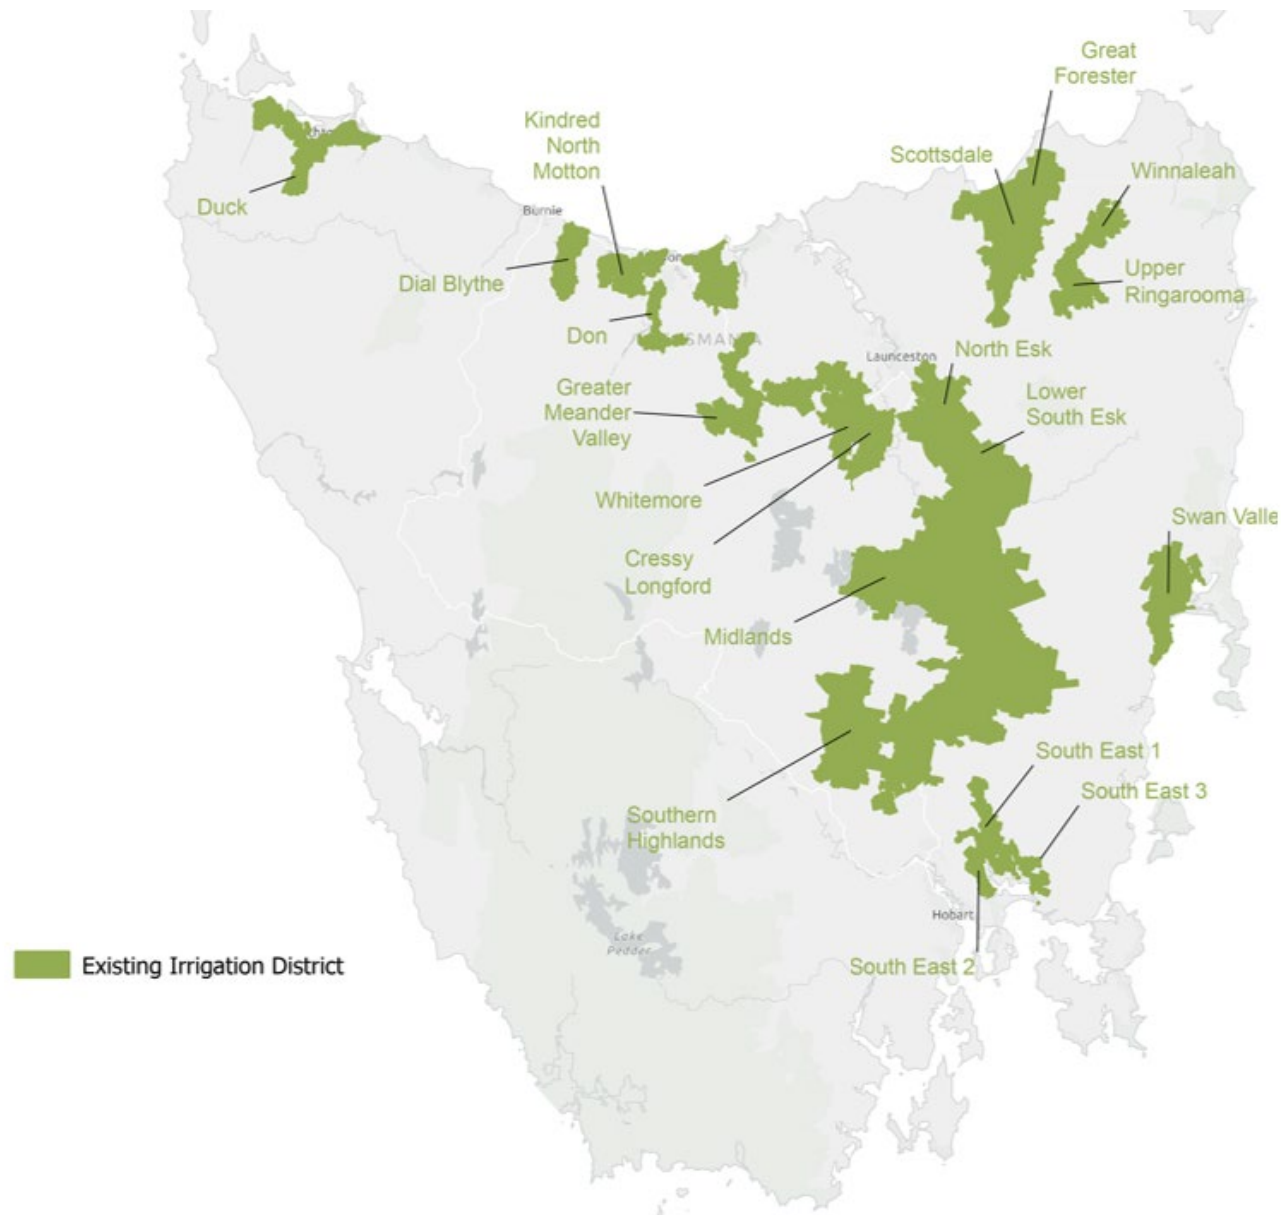 Great
Forester
Kindred
North
Motton
Scottsdale
Winnaleah
Duck
Burnie
Dial Blythe
Upper
Ringarooma
Don
Launceston
North Esk
Greater
Meander
Valley
Lower
South Esk
Whitemore
Swan Valle
Cressy
Longford
Midlands
South East 1
South East 3
Southern
Highlands
Hobart
Lake
Pedder
South East 2
Existing Irrigation District